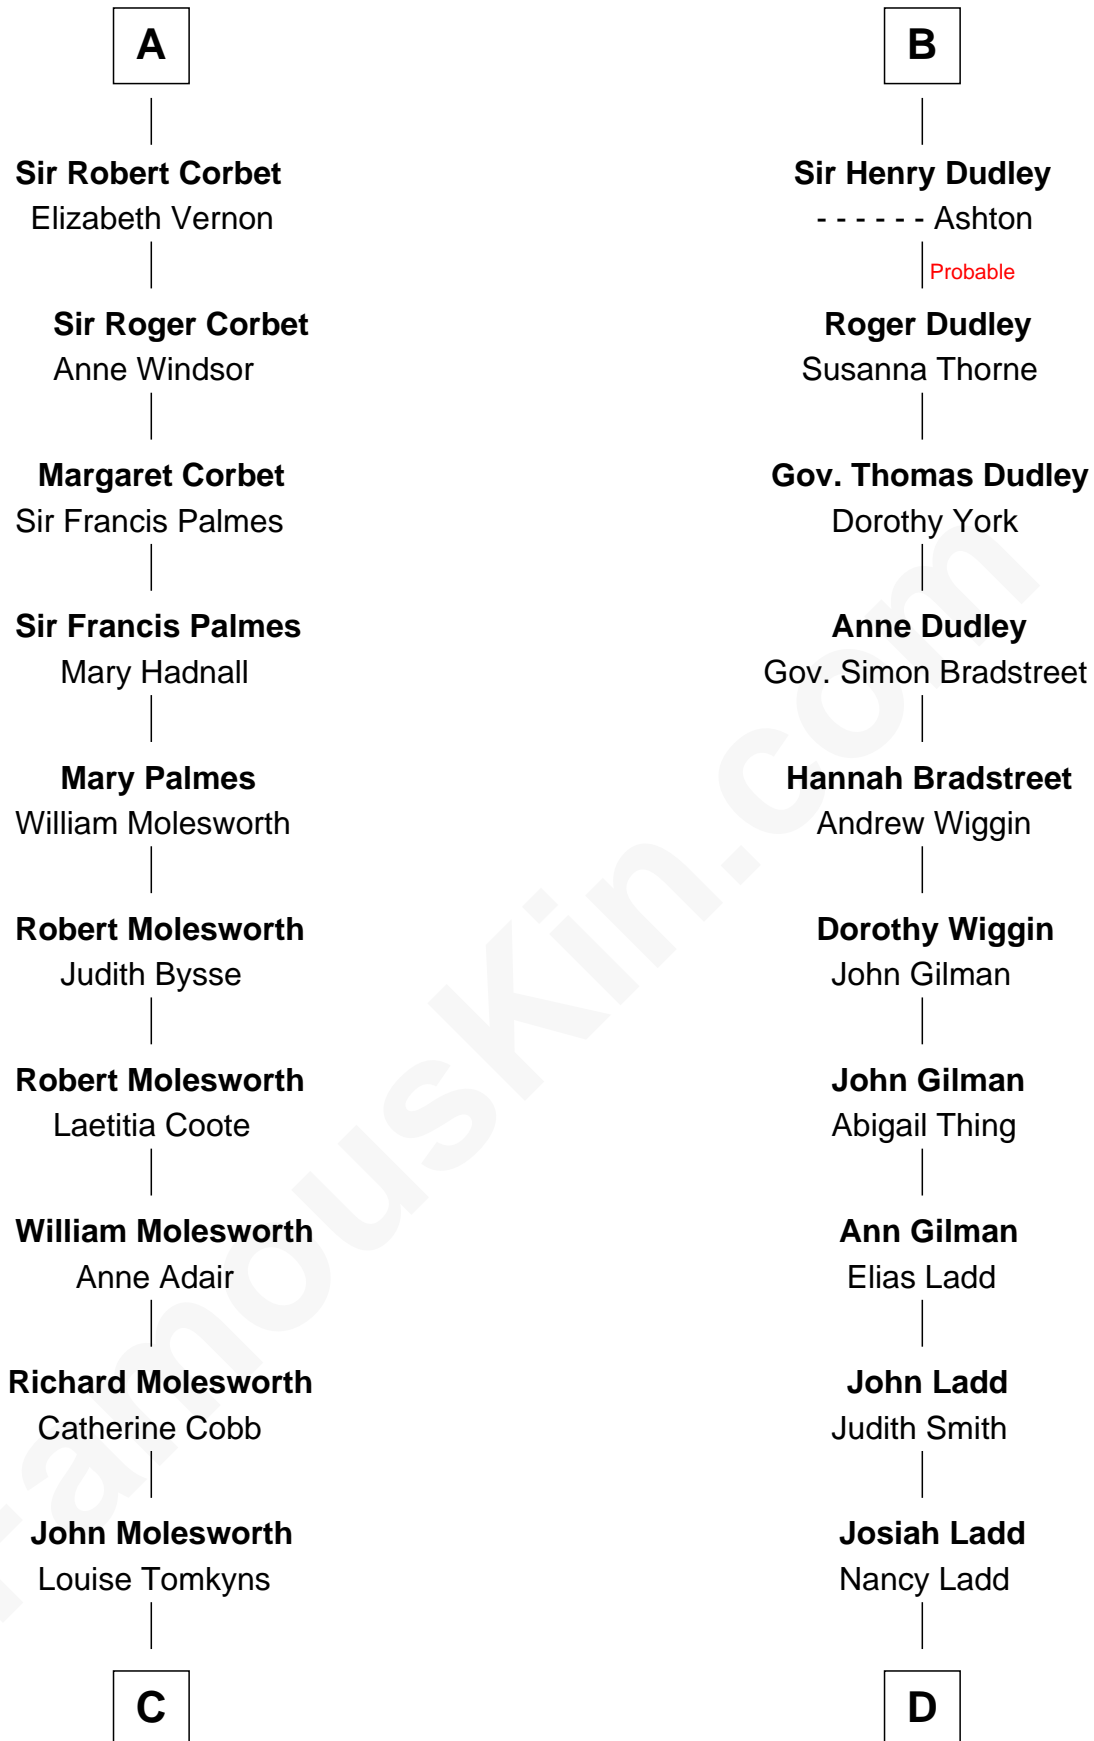 A
Sir Robert Corbet
Elizabeth Vernon
Sir Roger Corbet
Anne Windsor
Margaret Corbet
Sir Francis Palmes
Sir Francis Palmes
Mary Hadnall
Mary Palmes
William Molesworth
Robert Molesworth
Judith Bysse
Robert Molesworth
Laetitia Coote
William Molesworth
Anne Adair
Richard Molesworth
Catherine Cobb
John Molesworth
Louise Tomkyns
C
B
Sir Henry Dudley
- - - - - - Ashton
Probable
Roger Dudley
Susanna Thorne
Gov. Thomas Dudley
Dorothy York
Anne Dudley
Gov. Simon Bradstreet
Hannah Bradstreet
Andrew Wiggin
Dorothy Wiggin
John Gilman
John Gilman
Abigail Thing
Ann Gilman
Elias Ladd
John Ladd
Judith Smith
Josiah Ladd
Nancy Ladd
D
FamousKin.com